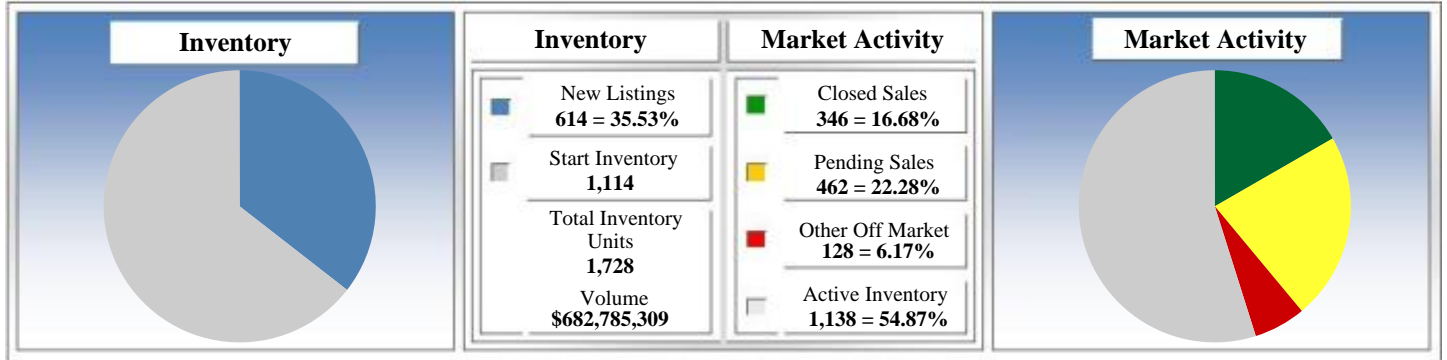 Inventory
Inventory
Market Activity
New Listings
614 = 35.53%
Start Inventory
1,114
Total Inventory
Units
1,728
Volume
$682,785,309
Closed Sales
346 = 16.68%
Pending Sales
462 = 22.28%
Other Off Market
128 = 6.17%
Active Inventory
1,138 = 54.87%
Market Activity